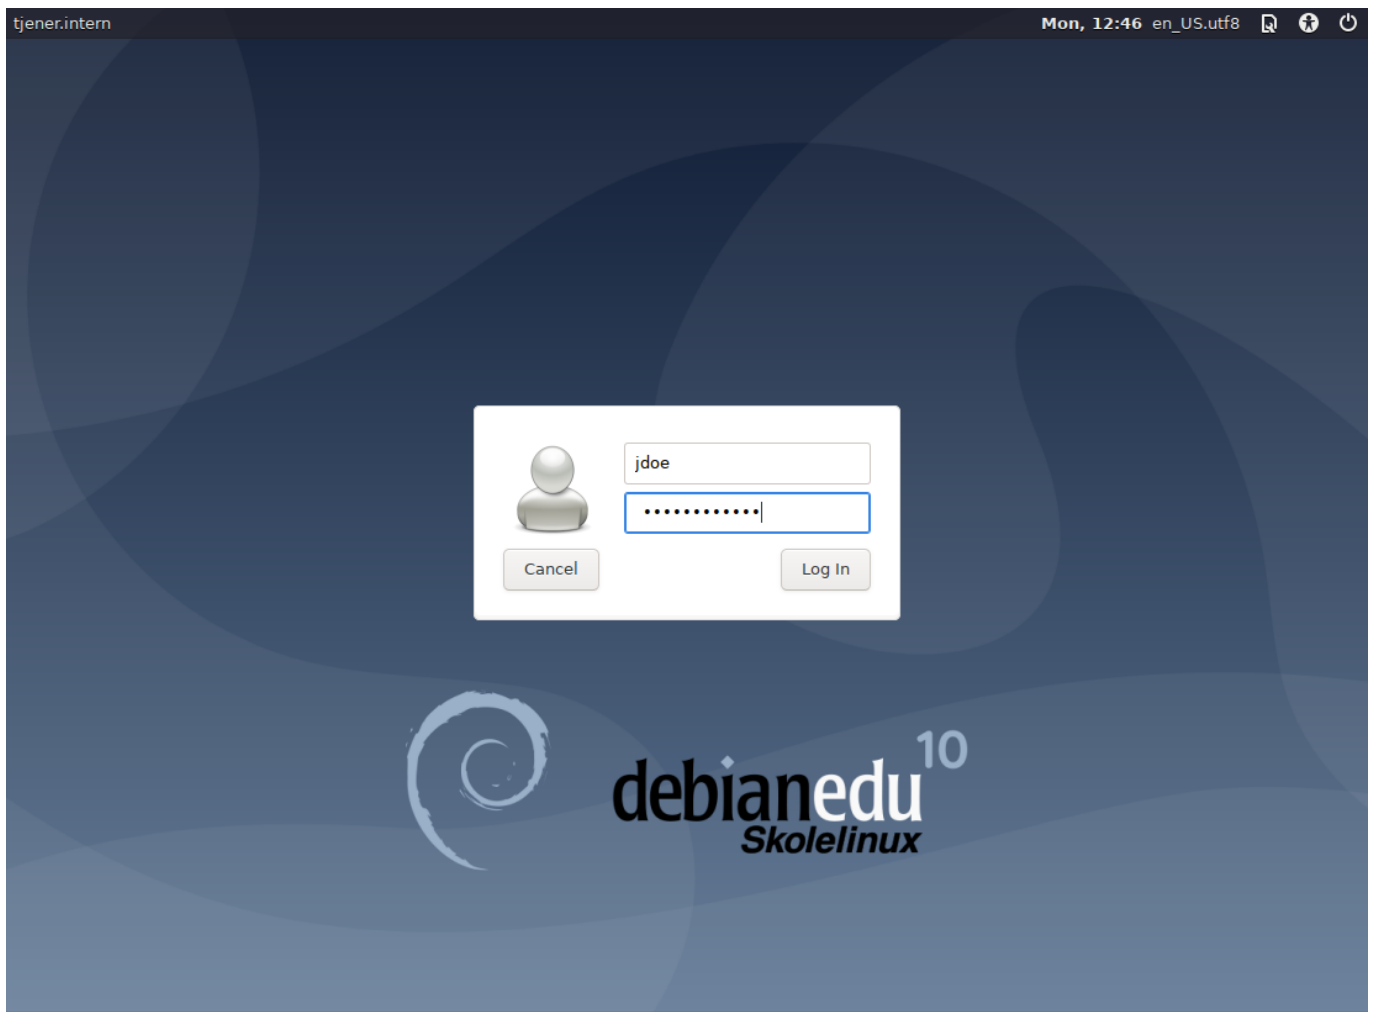 tjener.intern
Mon, 12:46 en_US.utf8
jdoe
••••••••••••
Cancel
Log In
debianedu 10
Skolelinux